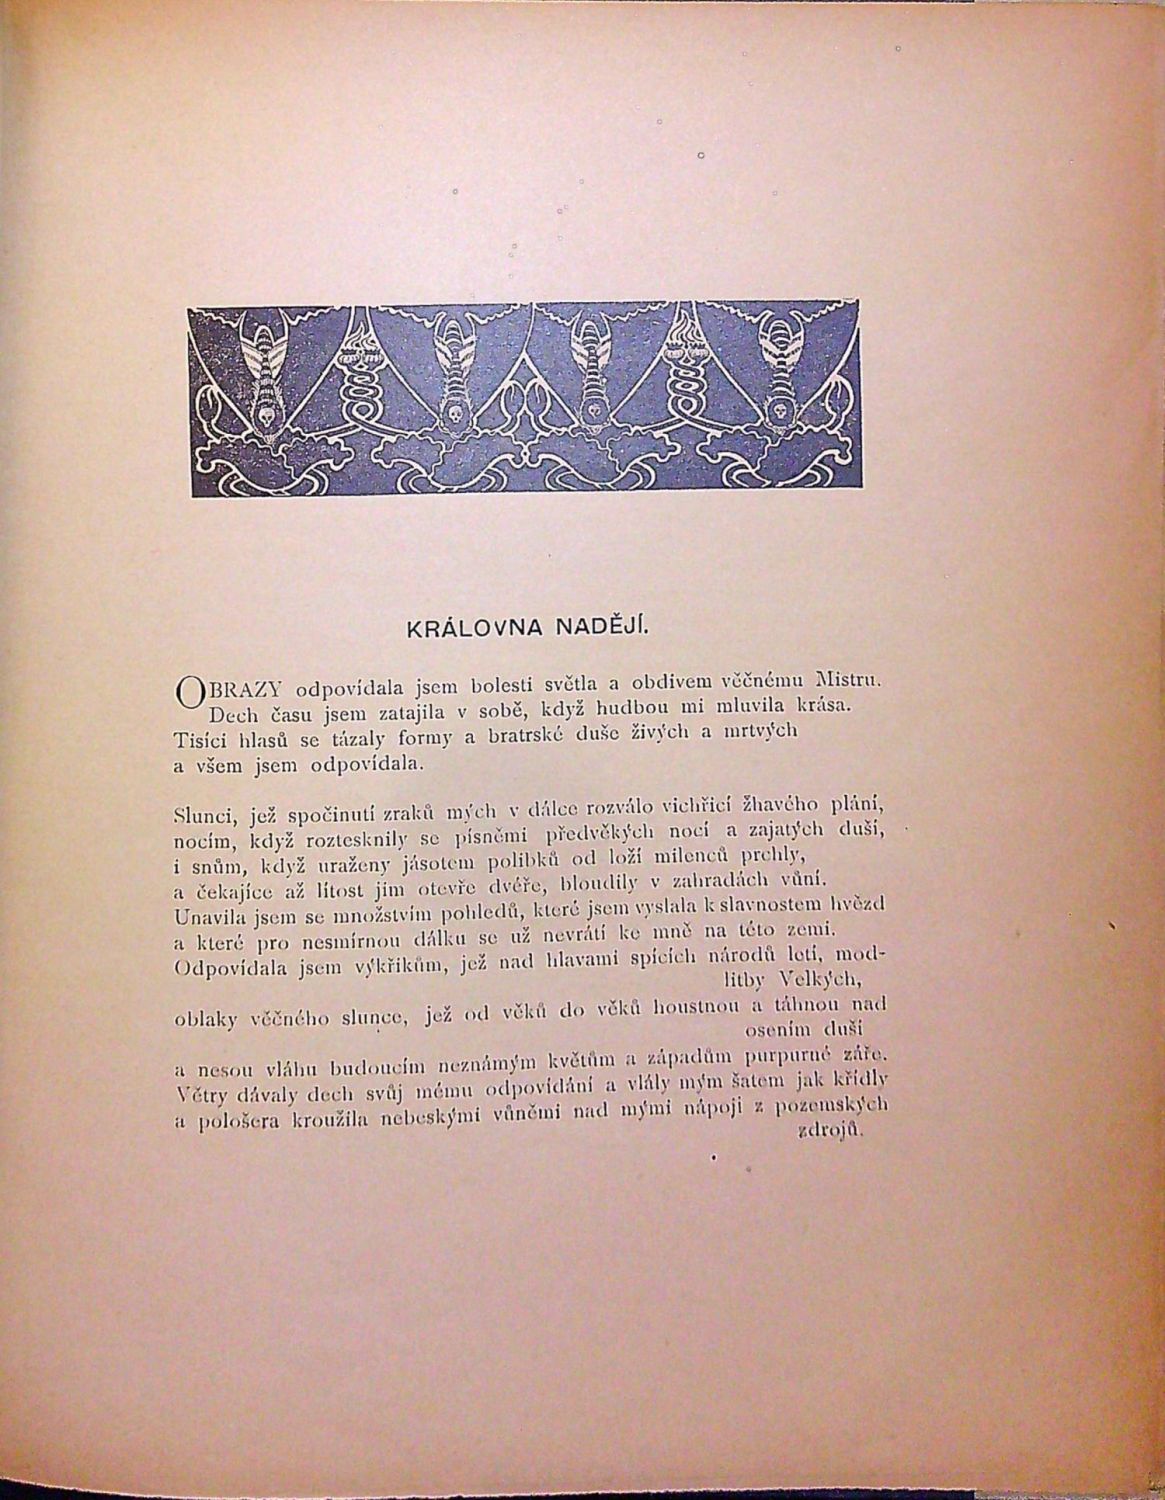 KRÁLOVNA NADĚJÍ.
OBRAZY odpovídala jsem bolesti světla a obdivem věčnému Mistru.
Dech času jsem zatajila v sobě, když hudbou mi mluvila krása.
Tisíci hlasů se tázaly formy a bratrské duše živých a mrtvých
a všem jsem odpovídala.
Slunci, jež spočinutí zraků mých v dálce rozválo vichřicí žhavého plání,
nocím, když roztesknily se písněmi předvěkých nocí a zajatých duší,
i snům, když uraženy jásotem polibků od loží milenců prchly,
a čekajíce až lítost jim otevře dvéře, bloudily v zahradách vůní.
Unavila jsem se množstvím pohledů, které jsem vyslala k slavnostem hvězd
a které pro nesmírnou dálku se už nevrátí ke mně na této zemi.
Odpovídala jsem výkřikům, jež nad hlavami spících národů letí, mod-
litby Velkých,
oblaky věčného slunce, jež od věků do věků houstnou a táhnou nad
osením duší
a nesou vláhu budoucím neznámým květům a západům purpurné záře.
Větry dávaly dech svůj mému odpovídání a vlály mým šatem jak křídly
a pološera kroužila nebeskými vůněmi nad mými nápoji z pozemských
zdrojů.